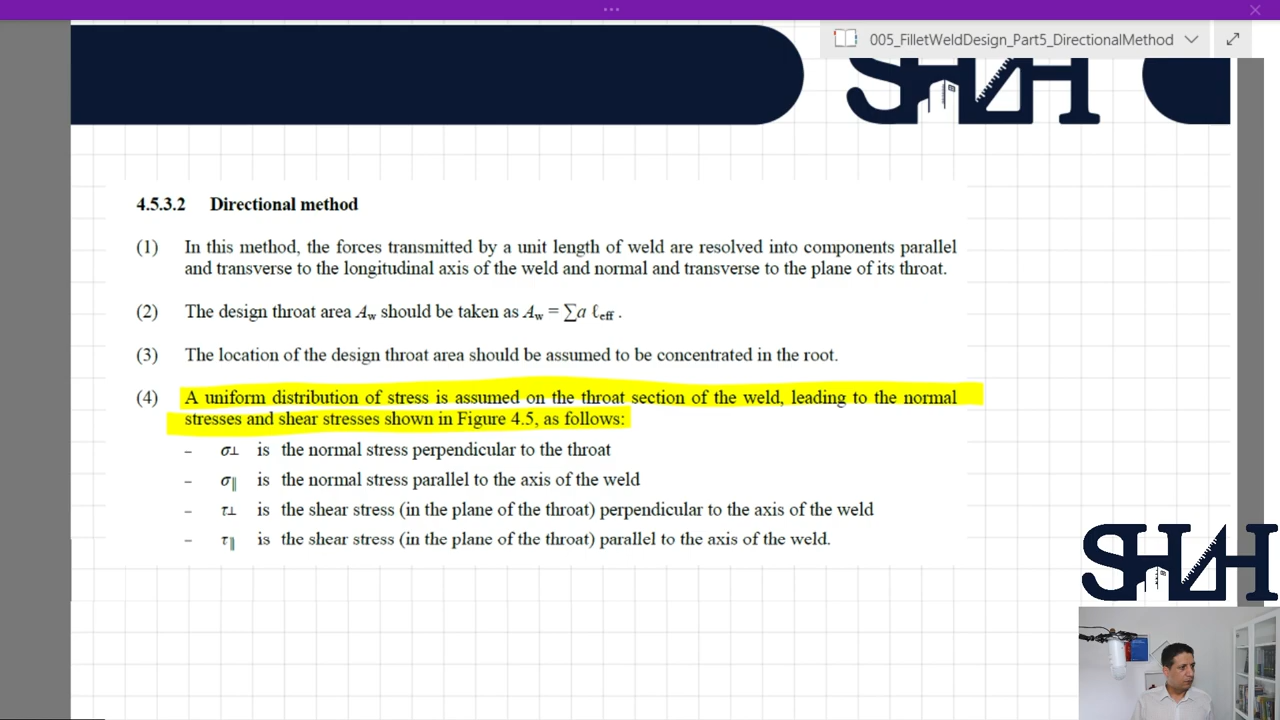 005_FilletWeldDesign_Part5_DirectionalMethod
SHZH
4.5.3.2 Directional method
(1) In this method, the forces transmitted by a unit length of weld are resolved into components parallel
and transverse to the longitudinal axis of the weld and normal and transverse to the plane of its throat.
(2) The design throat area Aw should be taken as Aw = ∑a ℓeff .
(3) The location of the design throat area should be assumed to be concentrated in the root.
(4) A uniform distribution of stress is assumed on the throat section of the weld, leading to the normal
stresses and shear stresses shown in Figure 4.5, as follows:
– σ⊥ is the normal stress perpendicular to the throat
– σ∥ is the normal stress parallel to the axis of the weld
– τ⊥ is the shear stress (in the plane of the throat) perpendicular to the axis of the weld
– τ∥ is the shear stress (in the plane of the throat) parallel to the axis of the weld.
SHZH